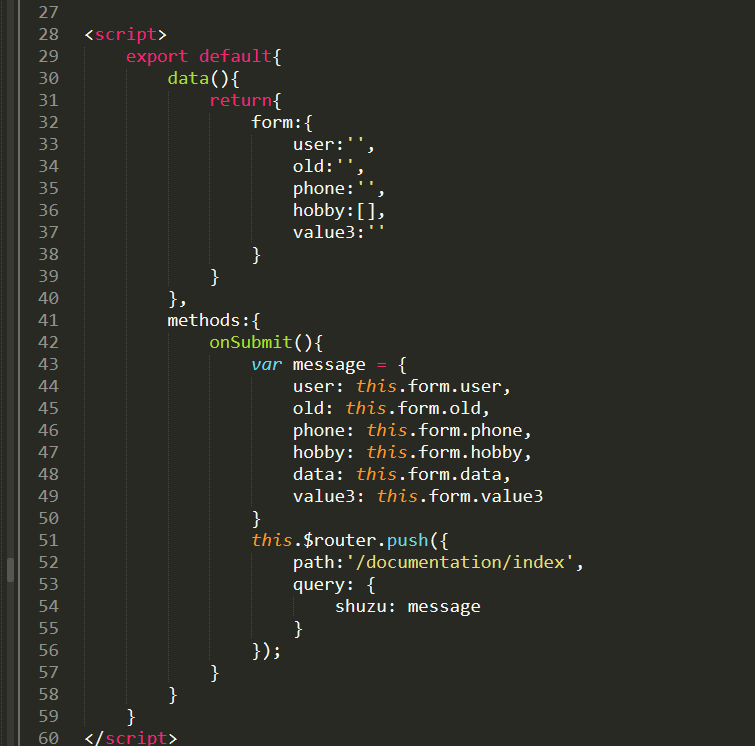 27
28 <script>
29     export default{
30         data(){
31             return{
32                 form:{
33                     user:'',
34                     old:'',
35                     phone:'',
36                     hobby:[],
37                     value3:''
38                 }
39             }
40         },
41         methods:{
42             onSubmit(){
43                 var message = {
44                     user: this.form.user,
45                     old: this.form.old,
46                     phone: this.form.phone,
47                     hobby: this.form.hobby,
48                     data: this.form.data,
49                     value3: this.form.value3
50                 }
51                 this.$router.push({
52                     path:'/documentation/index',
53                     query: {
54                         shuzu: message
55                     }
56                 });
57             }
58         }
59     }
60 </script>